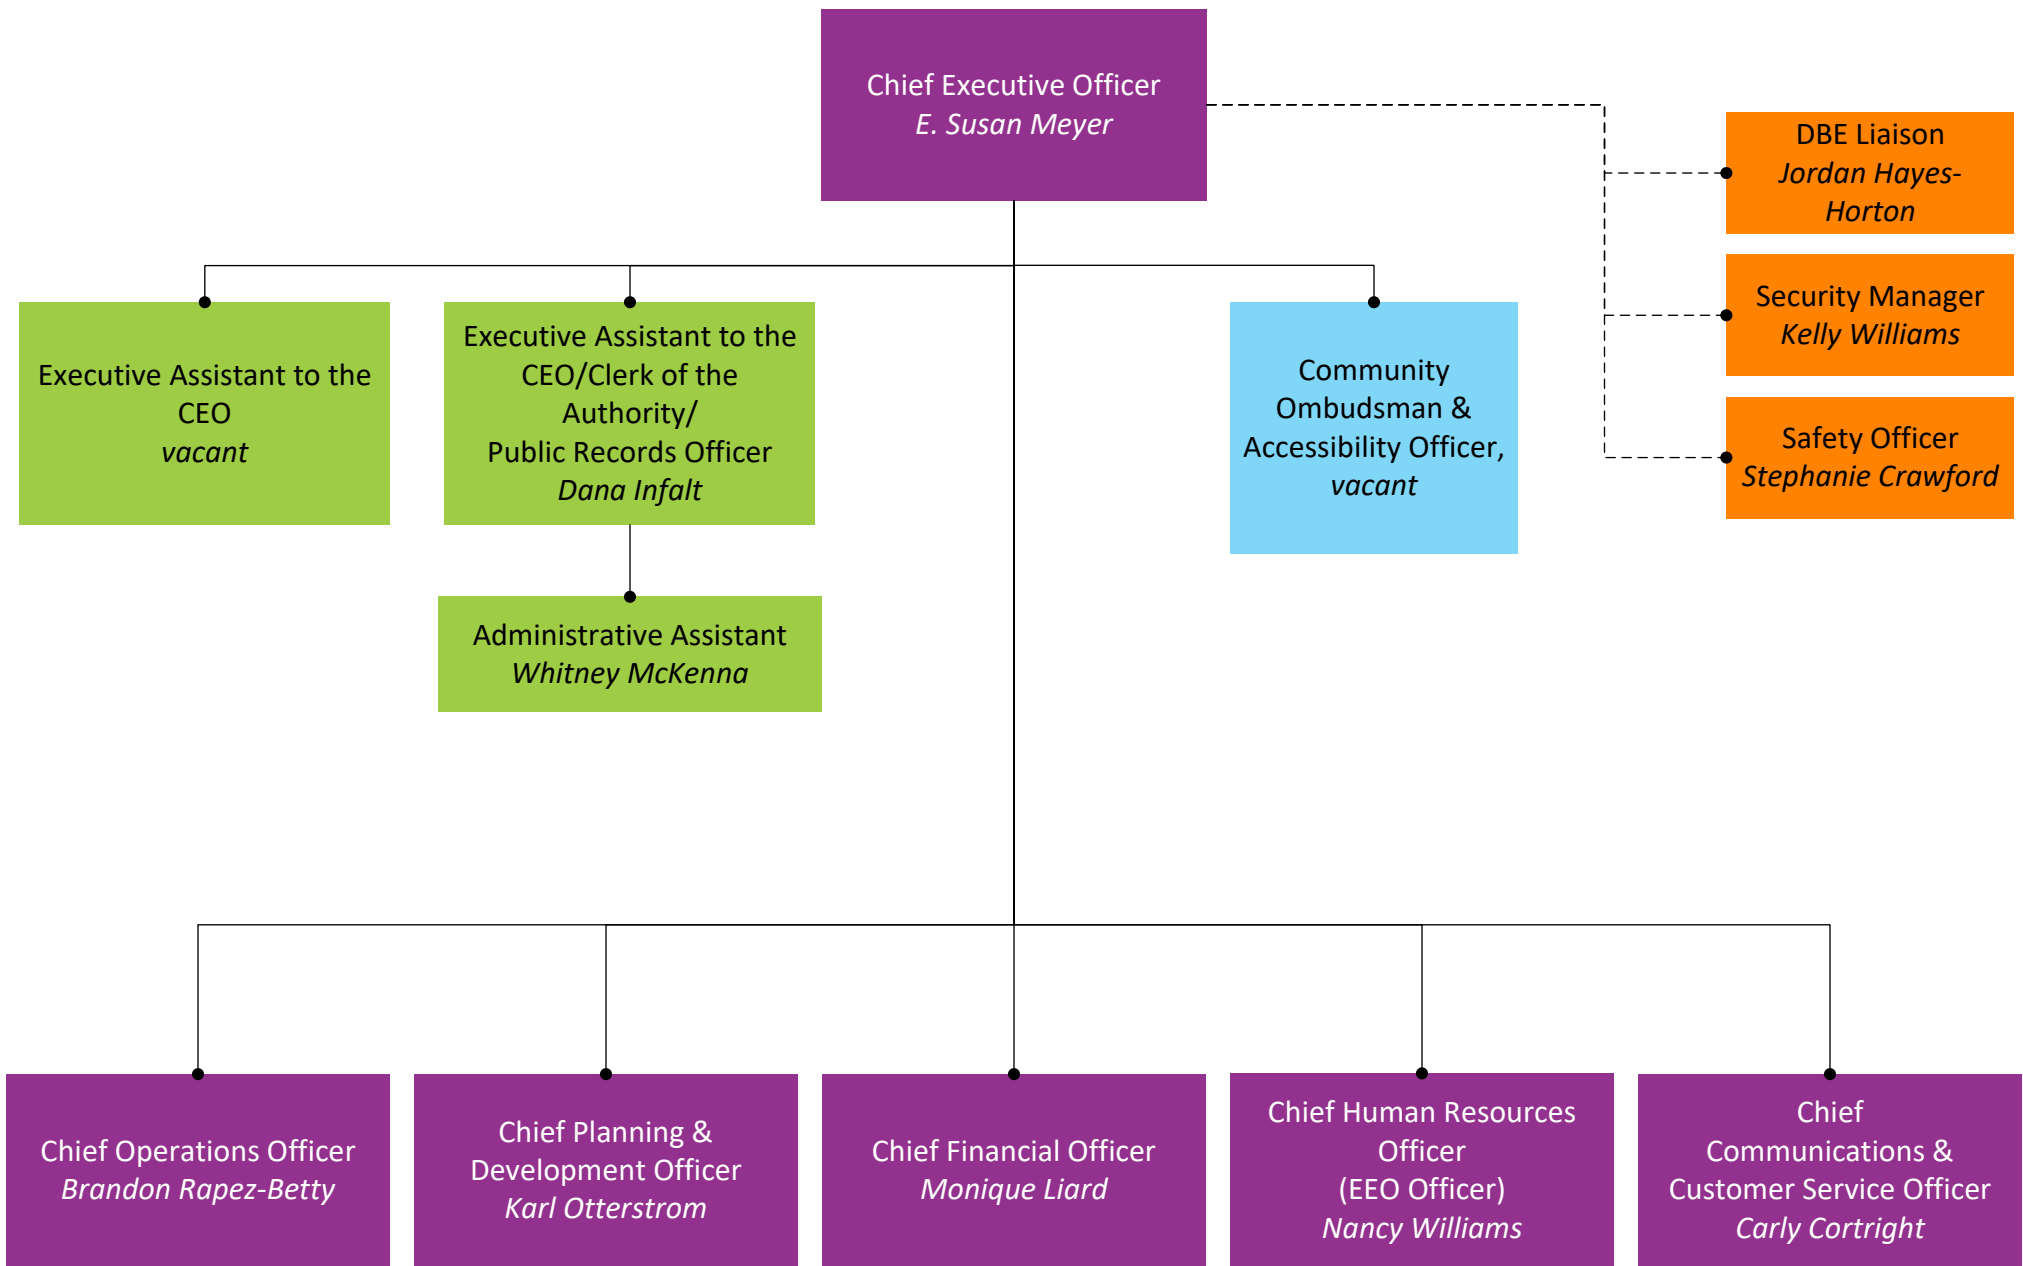 Chief Executive Officer
E. Susan Meyer
DBE Liaison
Jordan Hayes-
Horton
Security Manager
Kelly Williams
Safety Officer
Stephanie Crawford
Executive Assistant to the
CEO
vacant
Executive Assistant to the
CEO/Clerk of the
Authority/
Public Records Officer
Dana Infalt
Community
Ombudsman &
Accessibility Officer,
vacant
Administrative Assistant
Whitney McKenna
Chief Operations Officer
Brandon Rapez-Betty
Chief Planning &
Development Officer
Karl Otterstrom
Chief Financial Officer
Monique Liard
Chief Human Resources
Officer
(EEO Officer)
Nancy Williams
Chief
Communications &
Customer Service Officer
Carly Cortright